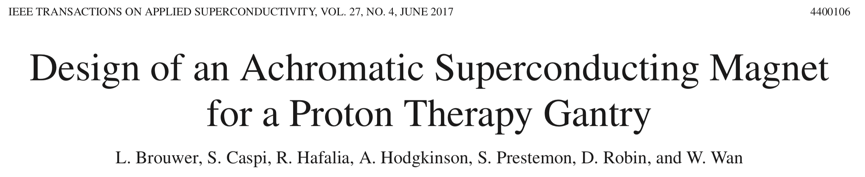 IEEE TRANSACTIONS ON APPLIED SUPERCONDUCTIVITY, VOL. 27, NO. 4, JUNE 2017 4400106
Design of an Achromatic Superconducting Magnet
for a Proton Therapy Gantry
L. Brouwer, S. Caspi, R. Hafalia, A. Hodgkinson, S. Prestemon, D. Robin, and W. Wan